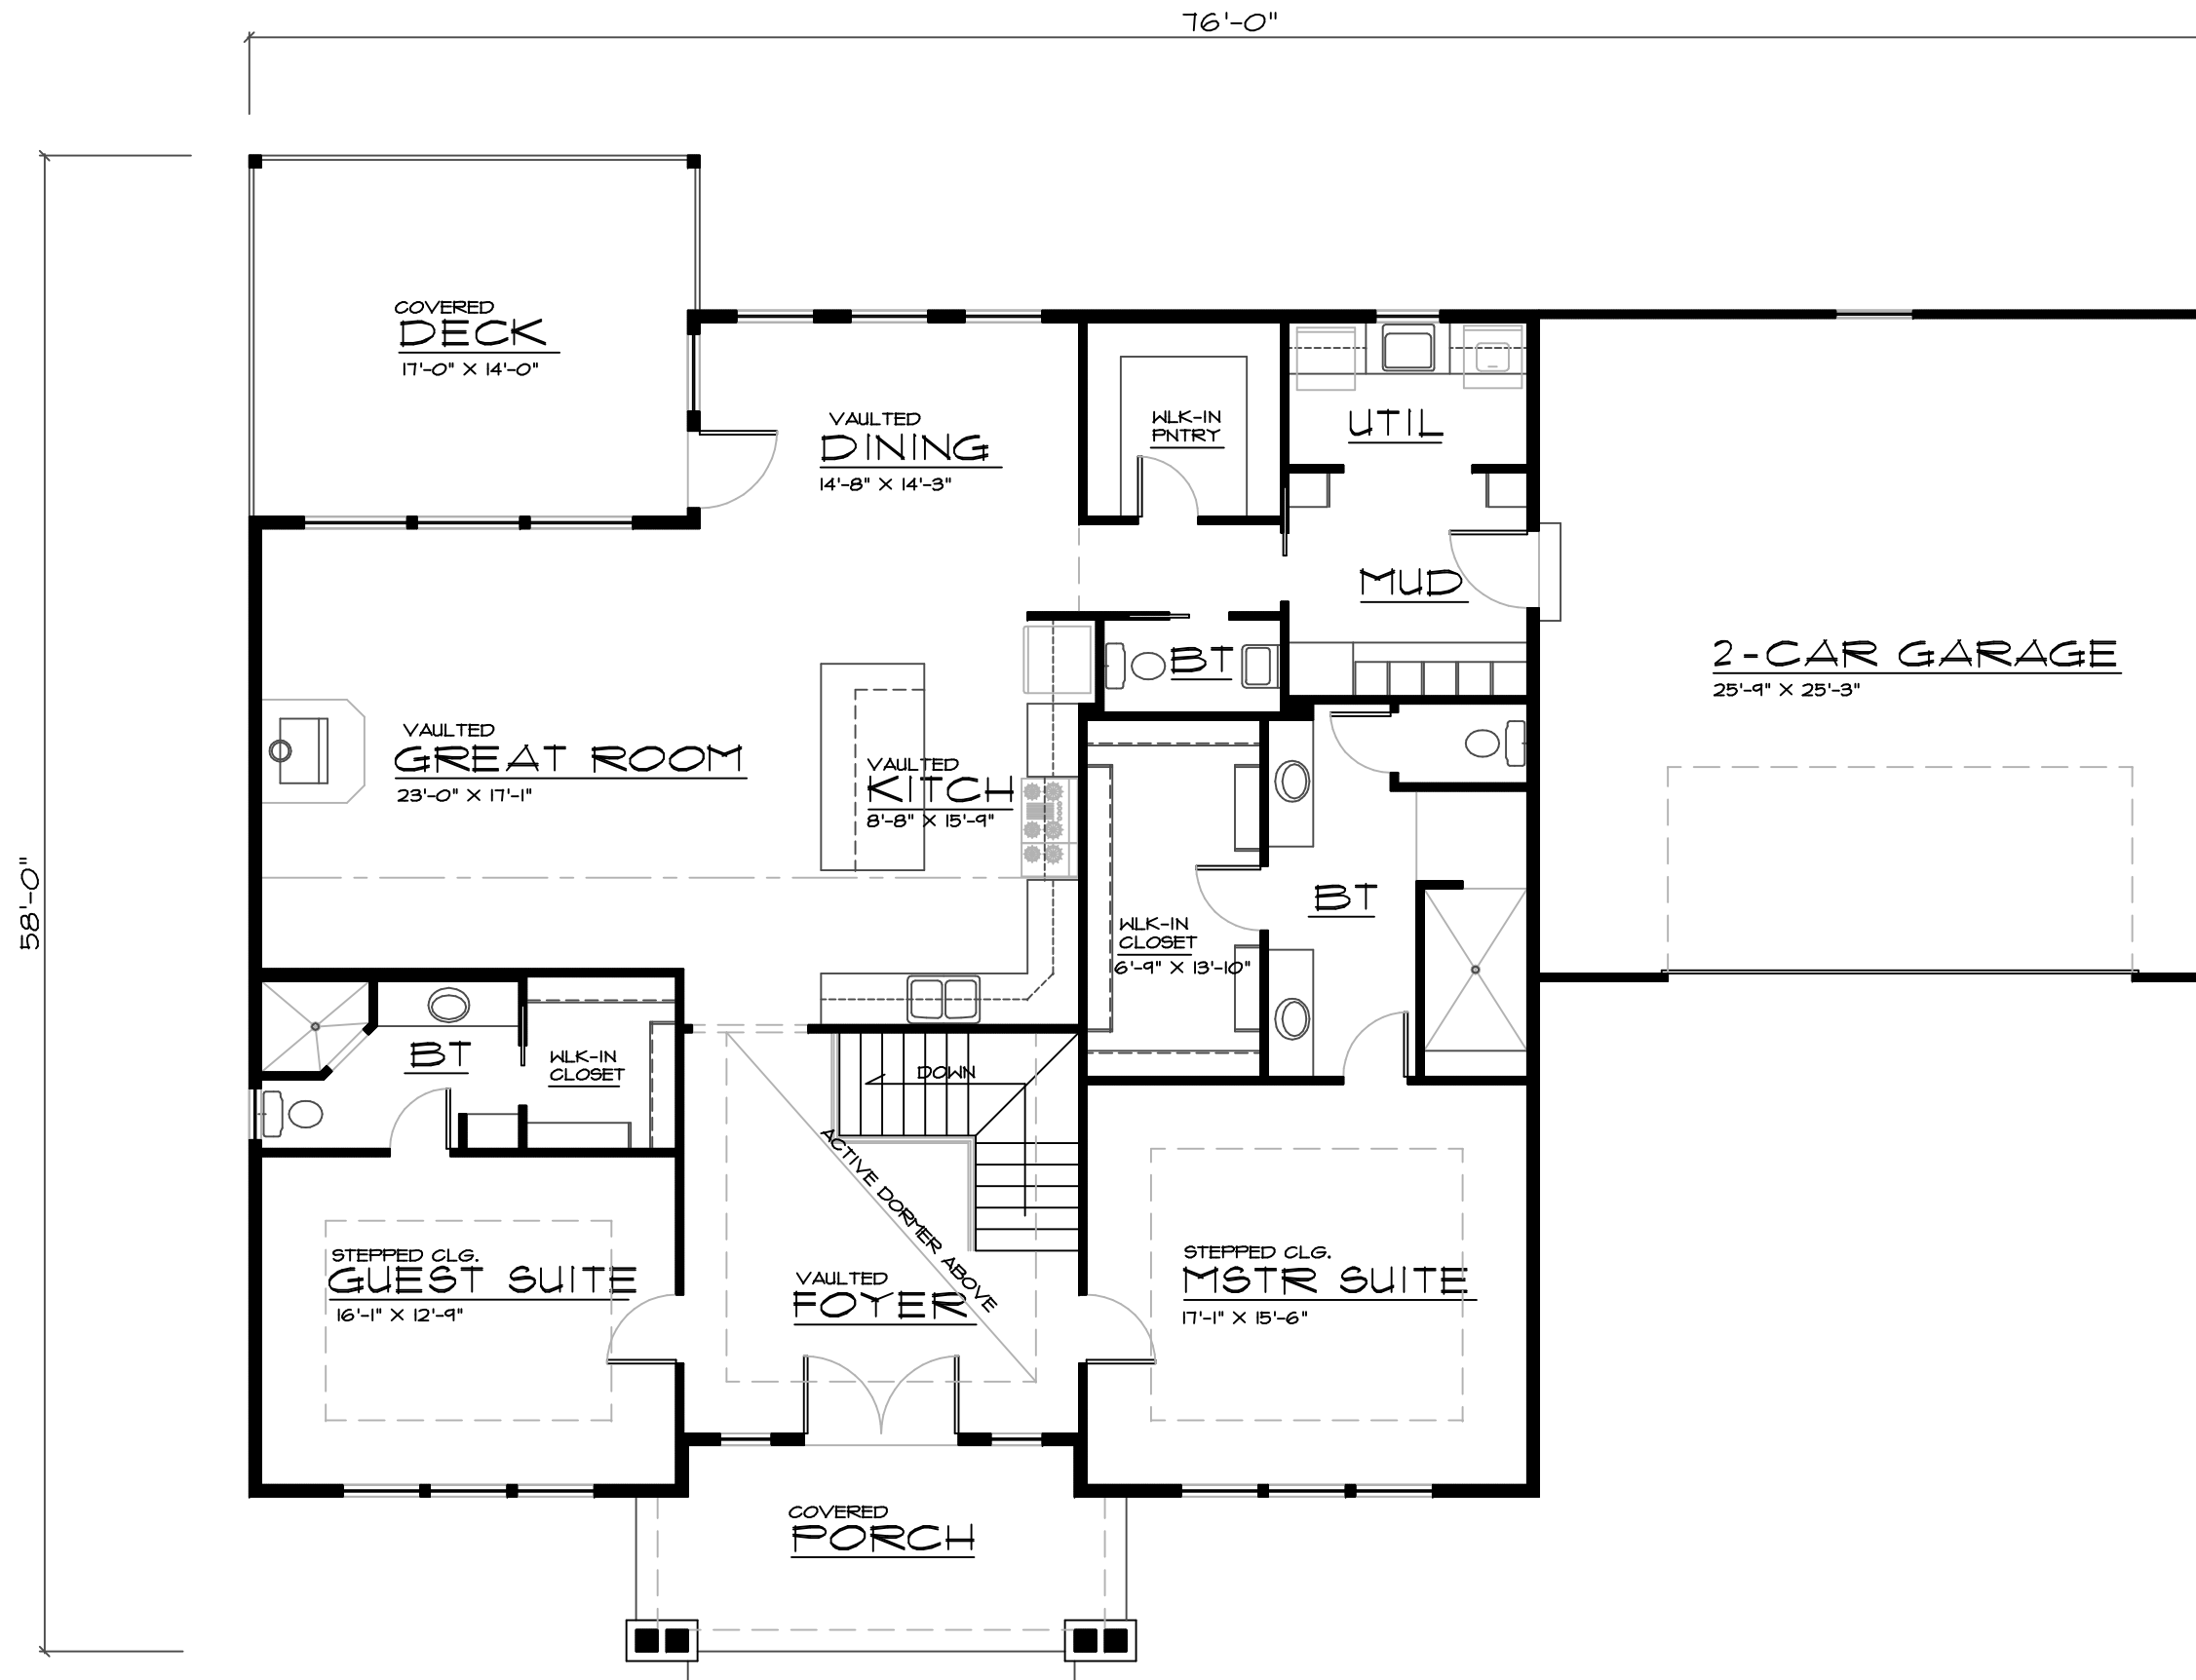 76'-0"
COVERED
DECK
17'-0" X 14'-0"
VAULTED
DINING
14'-8" X 14'-3"
WLK-IN
PNTRY
UTIL
MUD
2-CAR GARAGE
25'-9" X 25'-3"
BT
VAULTED
GREAT ROOM
23'-0" X 17'-1"
VAULTED
KITCH
8'-8" X 15'-9"
58'-0"
BT
WLK-IN
CLOSET
6'-9" X 13'-10"
BT
WLK-IN
CLOSET
DOWN
ACTIVE DORMER ABOVE
STEPPED CLG.
GUEST SUITE
16'-1" X 12'-9"
VAULTED
FOYER
STEPPED CLG.
MSTR SUITE
17'-1" X 15'-6"
COVERED
PORCH